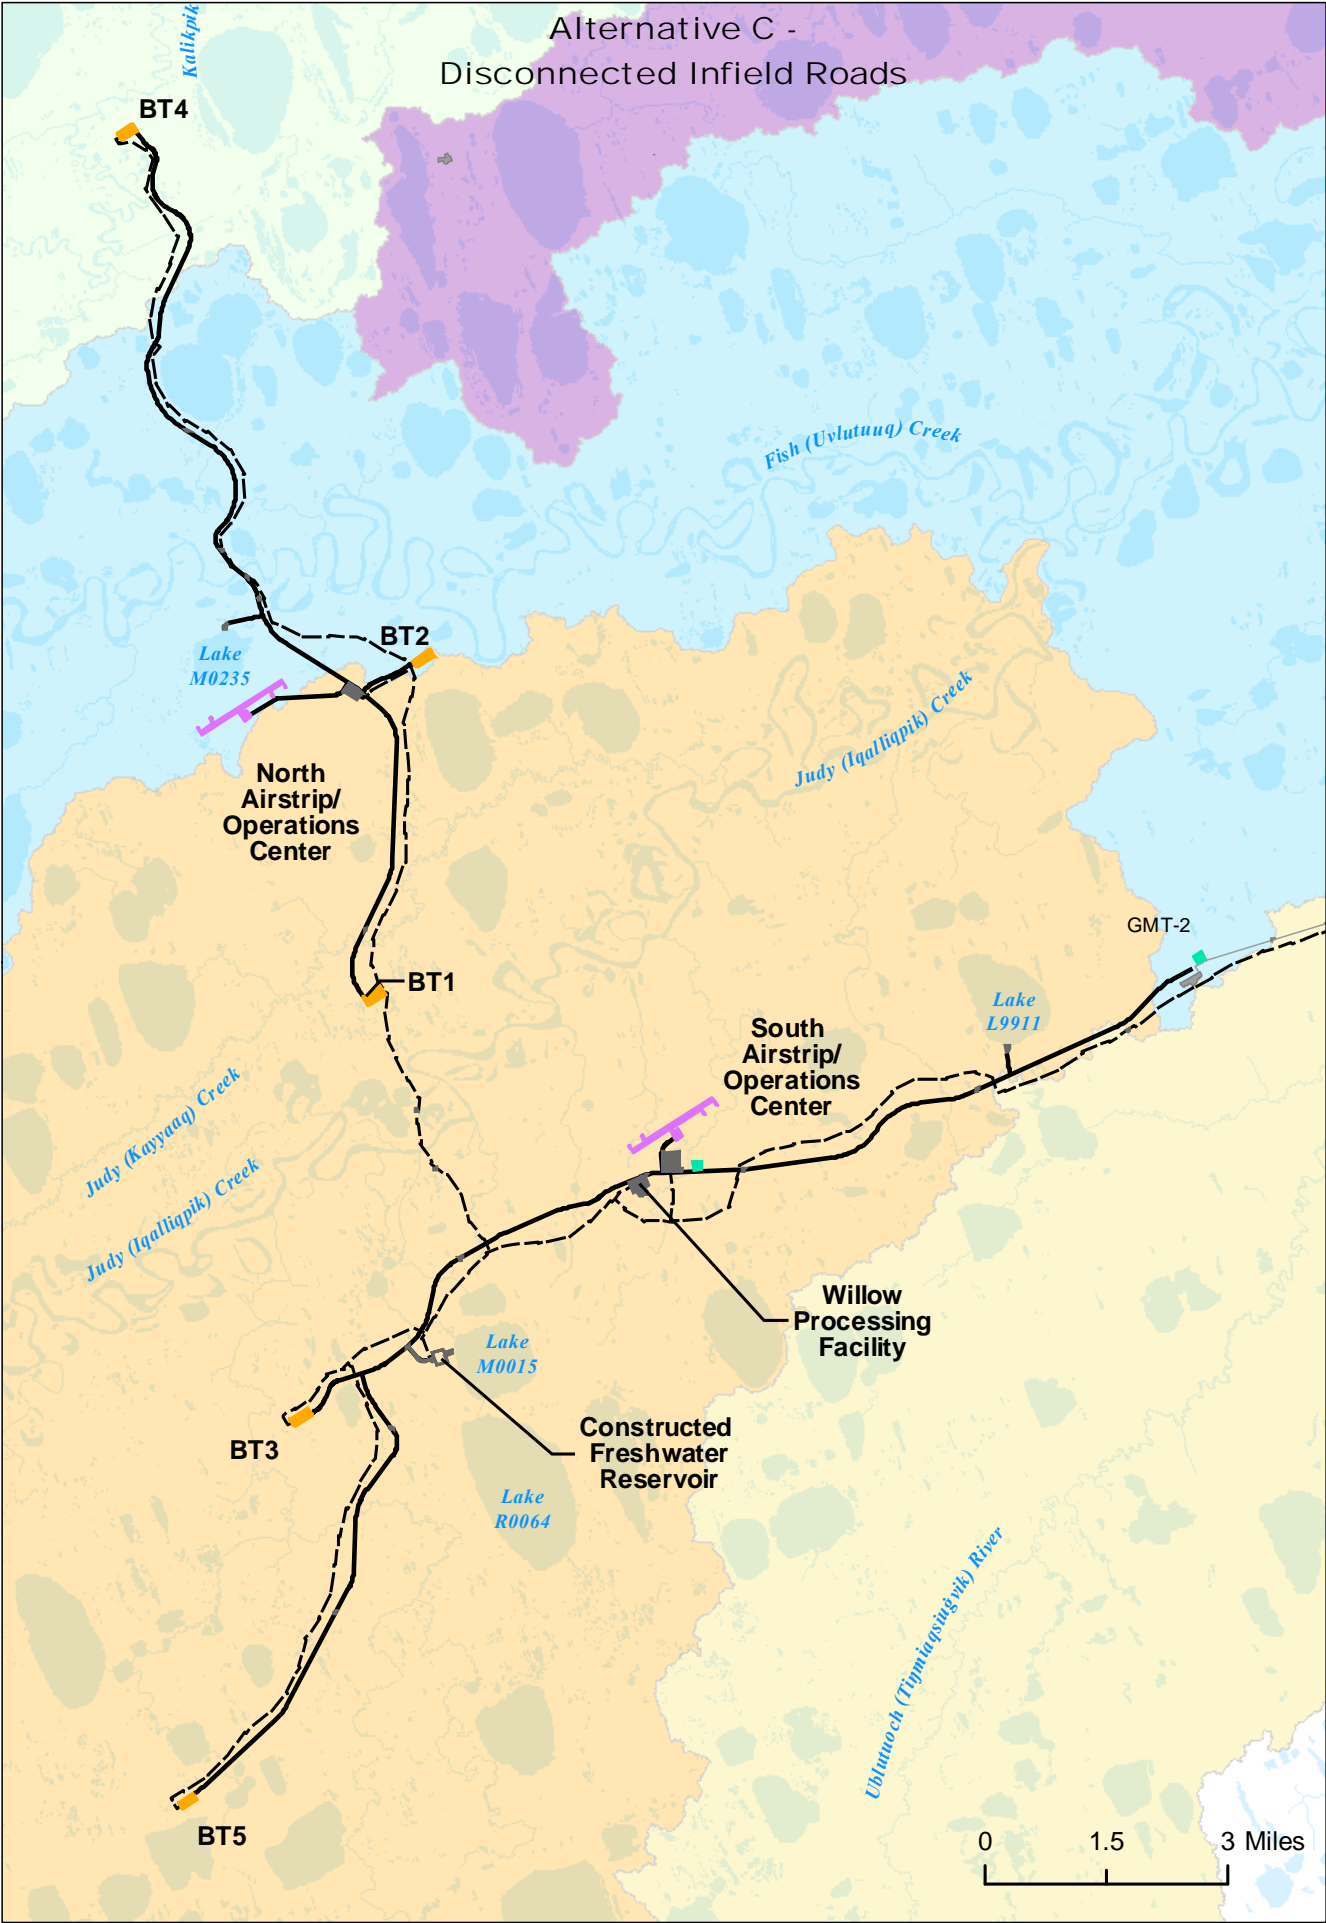 Alternative C -
Disconnected Infield Roads
Kalikpik
BT4
Fish (Uvlutuuq) Creek
BT2
Lake
M0235
Judy (Iqalliqpik) Creek
North
Airstrip/
Operations
Center
GMT-2
BT1
Lake
L9911
South
Airstrip/
Operations
Center
Judy (Kayyaaq) Creek
Judy (Iqalliqpik) Creek
Willow
Processing
Facility
Lake
M0015
Constructed
Freshwater
Reservoir
BT3
Lake
R0064
Ublutuoch (Tiŋmiaqsiuġvik) River
BT5
0 1.5 3 Miles